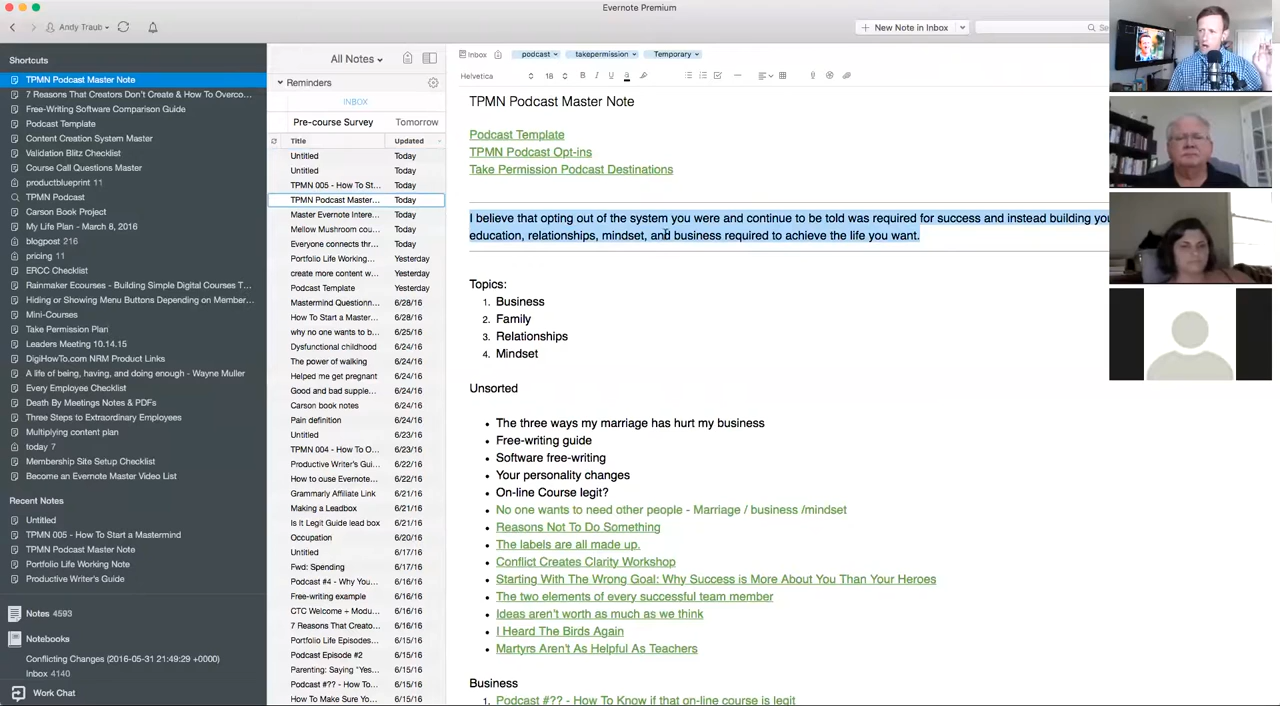 Evernote Premium
Andy Traub
New Note in Inbox
Shortcuts
TPMN Podcast Master Note
7 Reasons That Creators Don't Create & How To Overco...
Free-Writing Software Comparison Guide
Podcast Template
Content Creation System Master
Validation Blitz Checklist
Course Call Questions Master
productblueprint 11
TPMN Podcast
Carson Book Project
My Life Plan - March 8, 2016
blogpost 216
pricing 11
ERCC Checklist
Rainmaker Ecourses - Building Simple Digital Courses T...
Hiding or Showing Menu Buttons Depending on Member...
Mini-Courses
Take Permission Plan
Leaders Meeting 10.14.15
DigiHowTo.com NRM Product Links
A life of being, having, and doing enough - Wayne Muller
Every Employee Checklist
Death By Meetings Notes & PDFs
Three Steps to Extraordinary Employees
Multiplying content plan
today 7
Membership Site Setup Checklist
Become an Evernote Master Video List
Recent Notes
Untitled
TPMN 005 - How To Start a Mastermind
TPMN Podcast Master Note
Portfolio Life Working Note
Productive Writer's Guide
Notes 4593
Notebooks
Conflicting Changes (2016-05-31 21:49:29 +0000)
Inbox 4140
Work Chat
All Notes
Reminders
INBOX
Pre-course Survey Tomorrow
Title Updated
Untitled Today
Untitled Today
TPMN 005 - How To St... Today
TPMN Podcast Master... Today
Master Evernote Intere... Today
Mellow Mushroom cou... Today
Everyone connects thr... Today
Portfolio Life Working... Yesterday
create more content w... Yesterday
Podcast Template Yesterday
Mastermind Questionn... 6/28/16
How To Start a Master... 6/28/16
why no one wants to b... 6/25/16
Dysfunctional childhood 6/24/16
The power of walking 6/24/16
Helped me get pregnant 6/24/16
Good and bad supple... 6/24/16
Carson book notes 6/24/16
Pain definition 6/24/16
Untitled 6/23/16
TPMN 004 - How To O... 6/23/16
Productive Writer's Gui... 6/22/16
How to ouse Evernote... 6/22/16
Grammarly Affiliate Link 6/21/16
Making a Leadbox 6/21/16
Is It Legit Guide lead box 6/21/16
Occupation 6/20/16
Untitled 6/17/16
Fwd: Spending 6/17/16
Podcast #4 - Why You... 6/16/16
Free-writing example 6/16/16
CTC Welcome + Modu... 6/16/16
7 Reasons That Creato... 6/16/16
Portfolio Life Episodes... 6/15/16
Podcast Episode #2 6/15/16
Parenting: Saying "Yes... 6/15/16
Podcast #?? - How To... 6/15/16
How To Make Sure Yo... 6/15/16
Inbox podcast takepermission Temporary
Helvetica 18 B I U a
TPMN Podcast Master Note
Podcast Template
TPMN Podcast Opt-ins
Take Permission Podcast Destinations
I believe that opting out of the system you were and continue to be told was required for success and instead building you
education, relationships, mindset, and business required to achieve the life you want.
Topics:
1. Business
2. Family
3. Relationships
4. Mindset
Unsorted
• The three ways my marriage has hurt my business
• Free-writing guide
• Software free-writing
• Your personality changes
• On-line Course legit?
• No one wants to need other people - Marriage / business /mindset
• Reasons Not To Do Something
• The labels are all made up.
• Conflict Creates Clarity Workshop
• Starting With The Wrong Goal: Why Success is More About You Than Your Heroes
• The two elements of every successful team member
• Ideas aren't worth as much as we think
• I Heard The Birds Again
• Martyrs Aren't As Helpful As Teachers
Business
1. Podcast #?? - How To Know if that on-line course is legit